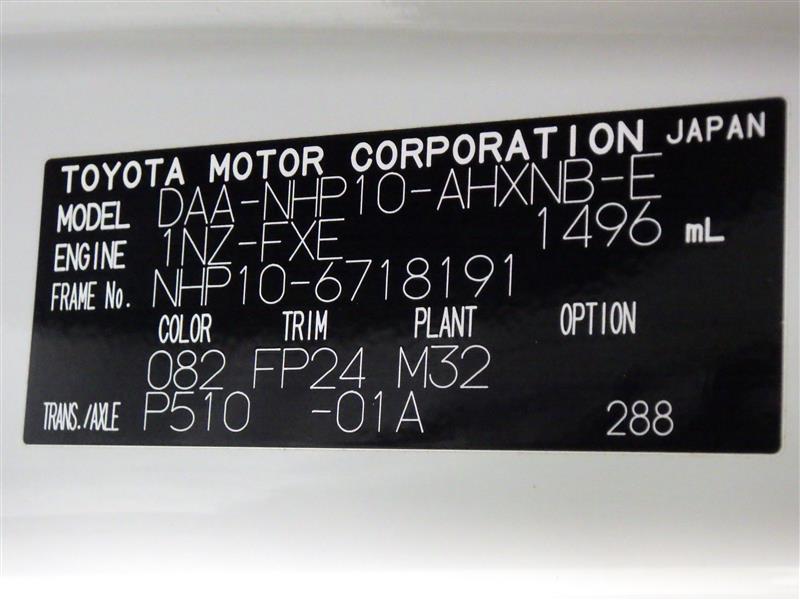 TOYOTA MOTOR CORPORATION JAPAN
MODEL DAA-NHP10-AHXNB-E
ENGINE 1NZ-FXE 1496 mL
FRAME No. NHP10-6718191
COLOR TRIM PLANT OPTION
082 FP24 M32
TRANS./AXLE P510 -01A 288